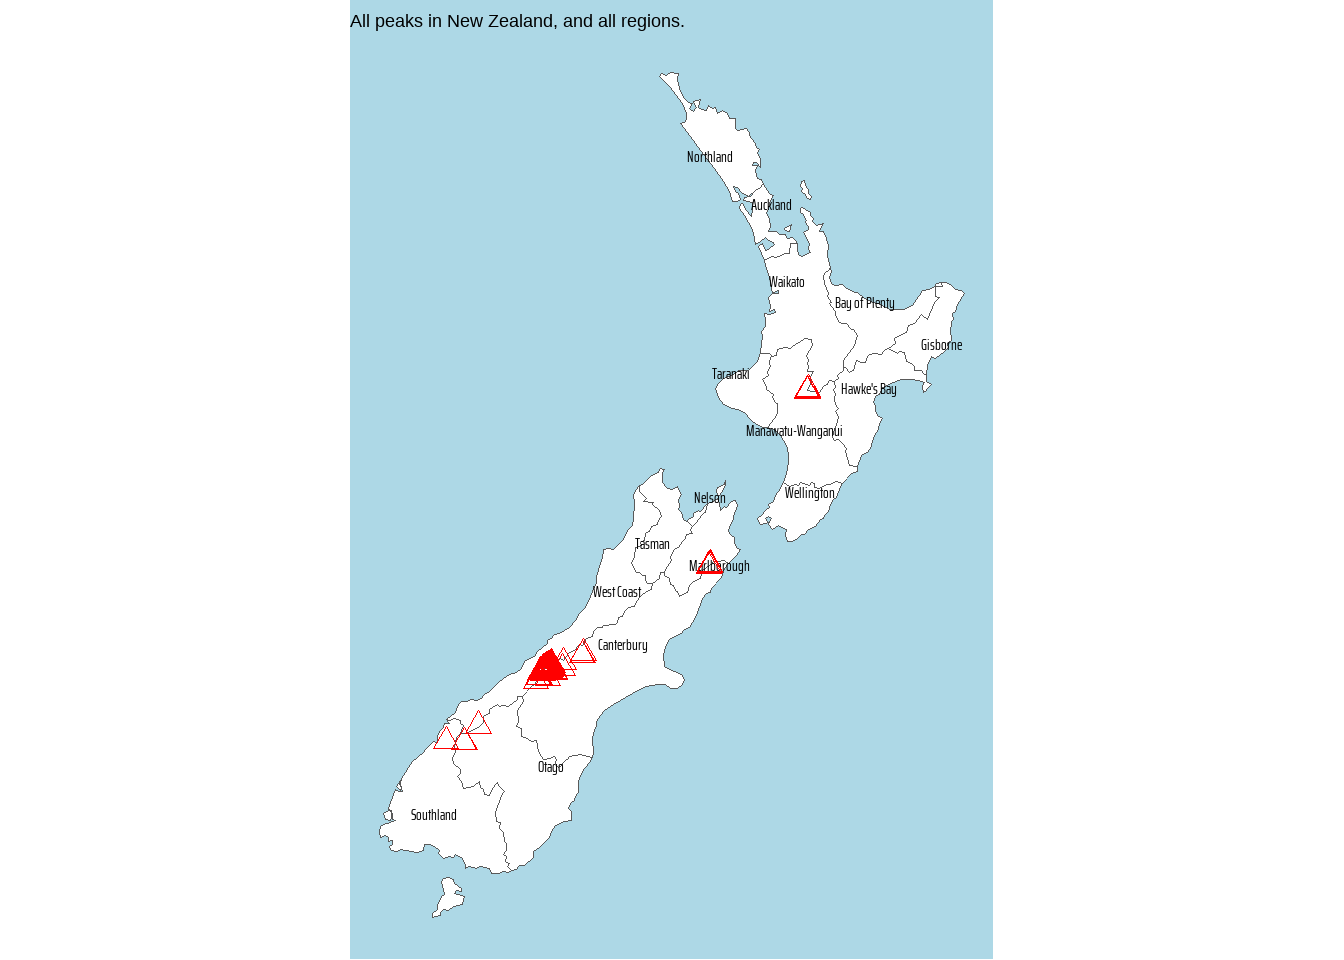 All peaks in New Zealand, and all regions.
Northland
Auckland
Waikato
Bay of Plenty
Gisborne
Taranaki
Hawke's Bay
Manawatu-Wanganui
Wellington
Nelson
Tasman
Marlborough
West Coast
Canterbury
Otago
Southland